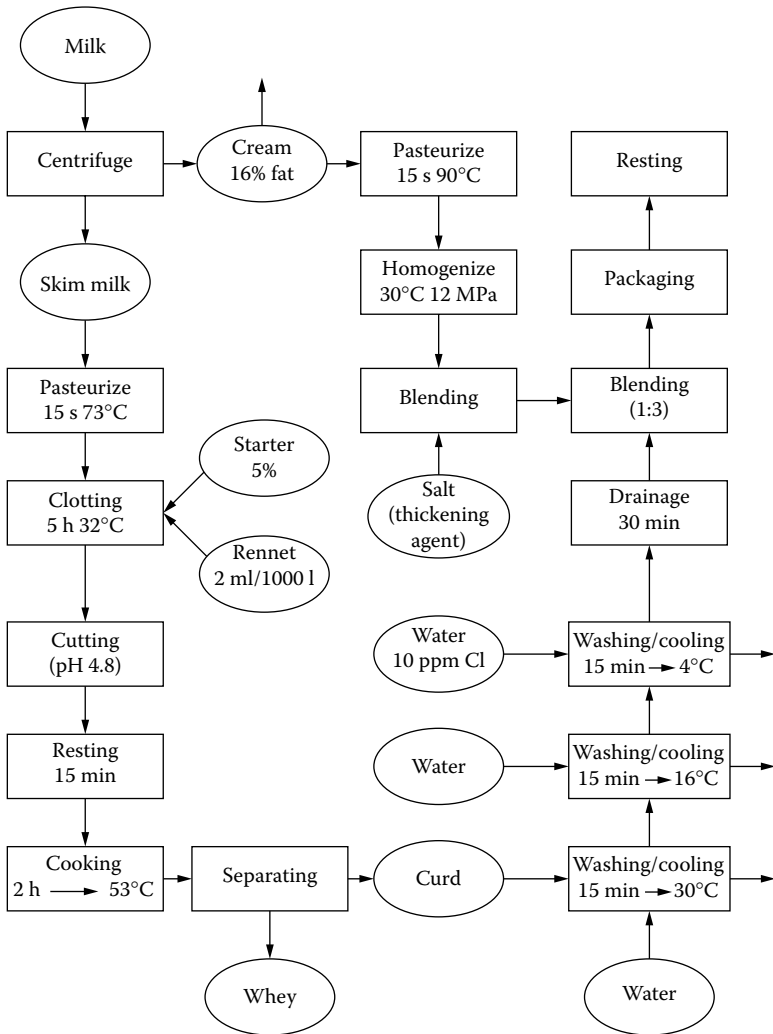 Milk
Centrifuge
Cream
16% fat
Pasteurize
15 s 90°C
Resting
Skim milk
Homogenize
30°C 12 MPa
Packaging
Pasteurize
15 s 73°C
Blending
Blending
(1:3)
Starter
5%
Clotting
5 h 32°C
Salt
(thickening
agent)
Drainage
30 min
Rennet
2 ml/1000 l
Cutting
(pH 4.8)
Water
10 ppm Cl
Washing/cooling
15 min → 4°C
Resting
15 min
Water
Washing/cooling
15 min → 16°C
Cooking
2 h → 53°C
Separating
Curd
Washing/cooling
15 min → 30°C
Whey
Water